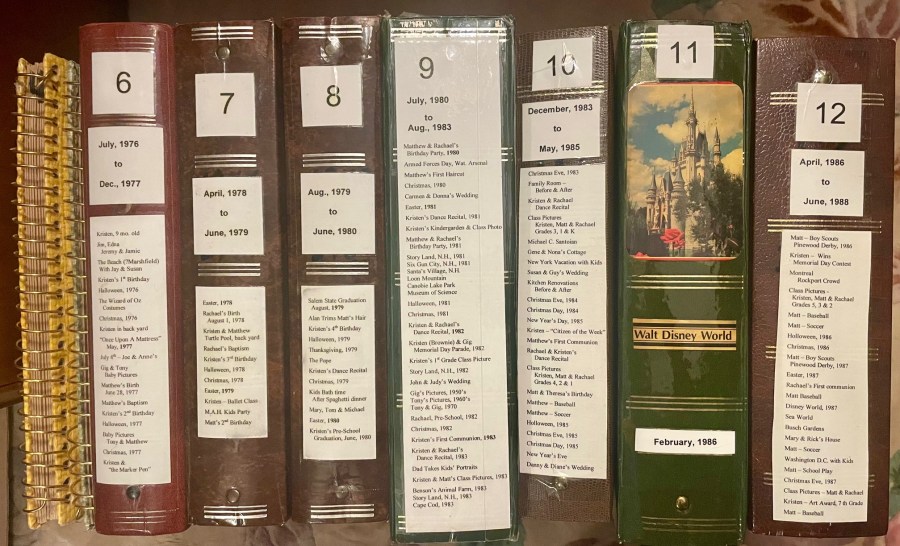 6
July, 1976
to
Dec., 1977
Kristen, 9 mo. old
Jim, Edna
Jeremy & Jamie
The Beach (?Marshfield)
With Jay & Susan
Kristen's 1st Birthday
Halloween, 1976
The Wizard of Oz
Costumes
Christmas, 1976
Kristen in back yard
"Once Upon A Mattress"
May, 1977
July 4th – Joe & Anne's
Gig & Tony
Baby Pictures
Matthew's Birth
June 28, 1977
Matthew's Baptism
Kristen's 2nd Birthday
Halloween, 1977
Baby Pictures
Tony & Matthew
Christmas, 1977
Kristen &
"the Marker Pen"
7
April, 1978
to
June, 1979
Easter, 1978
Rachael's Birth
August 1, 1978
Kristen & Matthew
Turtle Pool, back yard
Rachael's Baptism
Kristen's 3rd Birthday
Halloween, 1978
Christmas, 1978
Easter, 1979
Kristen – Ballet Class
M.A.H. Kids Party
Matt's 2nd Birthday
8
Aug., 1979
to
June, 1980
Salem State Graduation
August, 1979
Alan Trims Matt's Hair
Kristen's 4th Birthday
Halloween, 1979
Thanksgiving, 1979
The Pope
Kristen's Dance Recital
Christmas, 1979
Kids Bath time
After Spaghetti dinner
Mary, Tom & Michael
Easter, 1980
Kristen's Pre-School
Graduation, June, 1980
9
July, 1980
to
Aug., 1983
Matthew & Rachael's
Birthday Party, 1980
Armed Forces Day, Wat. Arsenal
Matthew's First Haircut
Christmas, 1980
Carmen & Donna's Wedding
Easter, 1981
Kristen's Dance Recital, 1981
Kristen's Kindergarden & Class Photo
Matthew & Rachael's
Birthday Party, 1981
Story Land, N.H., 1981
Six Gun City, N.H., 1981
Santa's Village, N.H.
Loon Mountain
Canobie Lake Park
Museum of Science
Halloween, 1981
Christmas, 1981
Kristen & Rachael's
Dance Recital, 1982
Kristen (Brownie) & Gig
Memorial Day Parade, 1982
Kristen's 1st Grade Class Picture
Story Land, N.H., 1982
John & Judy's Wedding
Gig's Pictures, 1950's
Tony's Pictures, 1960's
Tony & Gig, 1970
Rachael, Pre-School, 1982
Christmas, 1982
Kristen's First Communion, 1983
Kristen & Rachael's
Dance Recital, 1983
Dad Takes Kids' Portraits
Kristen & Matt's Class Pictures, 1983
Benson's Animal Farm, 1983
Story Land, N.H., 1983
Cape Cod, 1983
10
December, 1983
to
May, 1985
Christmas Eve, 1983
Family Room –
Before & After
Kristen & Rachael
Dance Recital
Class Pictures
Kristen, Matt & Rachael
Grades 3, 1 & K
Michael C. Santoian
Gene & Nona's Cottage
New York Vacation with Kids
Susan & Guy's Wedding
Kitchen Renovations
Before & After
Christmas Eve, 1984
Christmas Day, 1984
New Year's Day, 1985
Kristen – "Citizen of the Week"
Matthew's First Communion
Rachael & Kristen's
Dance Recital
Class Pictures
Kristen, Matt & Rachael
Grades 4, 2 & 1
Matt & Theresa's Birthday
Matthew – Baseball
Matthew – Soccer
Halloween, 1985
Christmas Eve, 1985
Christmas Day, 1985
New Year's Eve
Danny & Diane's Wedding
11
Walt Disney World
February, 1986
12
April, 1986
to
June, 1988
Matt – Boy Scouts
Pinewood Derby, 1986
Kristen – Wins
Memorial Day Contest
Montreal
Rockport Crowd
Class Pictures -
Kristen, Matt & Rachael
Grades 5, 3 & 2
Matt – Baseball
Matt – Soccer
Halloween, 1986
Christmas, 1986
Matt – Boy Scouts
Pinewood Derby, 1987
Easter, 1987
Rachael's First communion
Matt Baseball
Disney World, 1987
Sea World
Busch Gardens
Mary & Rick's House
Matt – Soccer
Washington D.C. with Kids
Matt – School Play
Christmas Eve, 1987
Class Pictures – Matt & Rachael
Kristen – Art Award, 7th Grade
Matt – Baseball